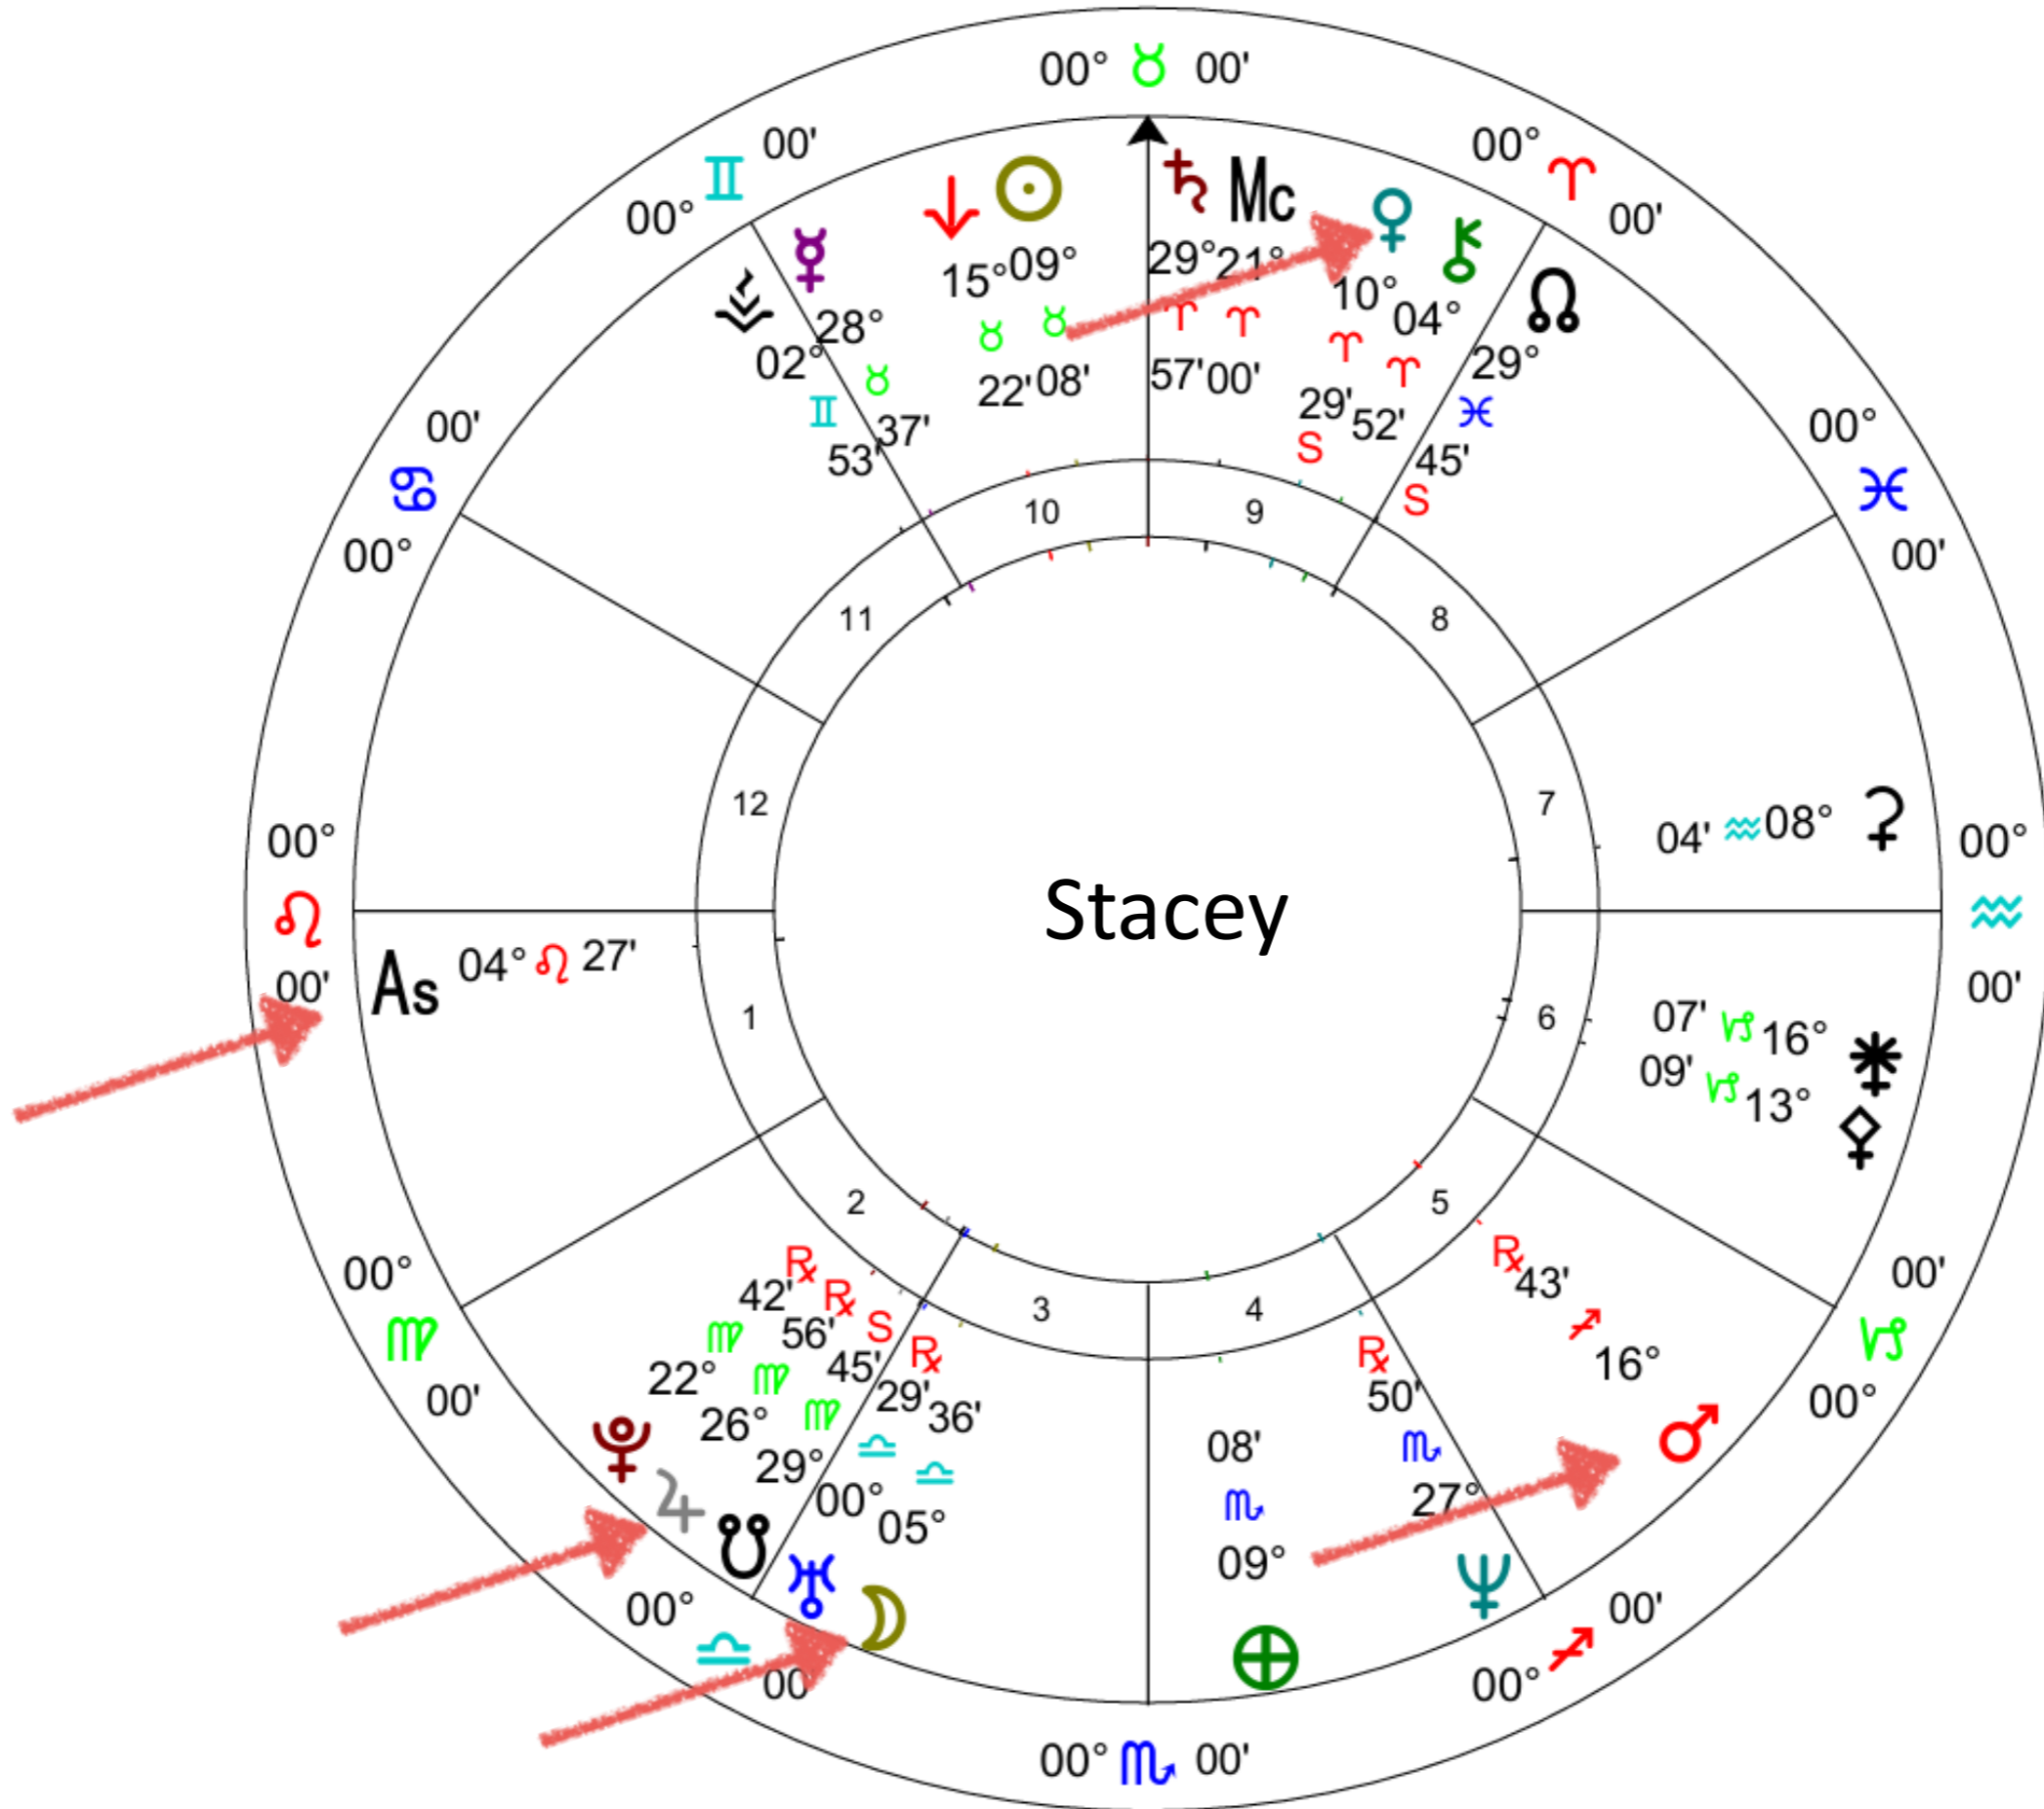 00° ♉ 00'
00' ♊ 00°
00° ♈ 00'
♄ Mc
29° 21°
♈ ♈
57' 00'
♀ ⚷
10° 04°
♈ ♈
29' 52'
S
☊
29°
♓
45'
S
☉
15° 09°
♉ ♉
22' 08'
☿
28°
♉
37'
⚶
02°
♊
53'
00' ♋ 00°
00° ♓ 00'
10 9
11 8
12 7
04' ♒ 08° ⚳
00° ♌ 00'
00° ♒ 00'
Stacey
As 04° ♌ 27'
1 6
07' ♑ 16° ⚵
09' ♑ 13° ⚴
2 5
3 4
00° ♍ 00'
00' ♑ 00°
℞
42'
♍
22°
♇
℞
56'
♍
26°
♃
S
45'
♍
29°
☋
℞
29' 36'
♎ ♎
00° 05°
♅ ☽
08'
♏
09°
⊕
℞
50'
♏
27°
♆
℞
43'
♐
16°
♂
00° ♎ 00'
00' ♐ 00°
00° ♏ 00'